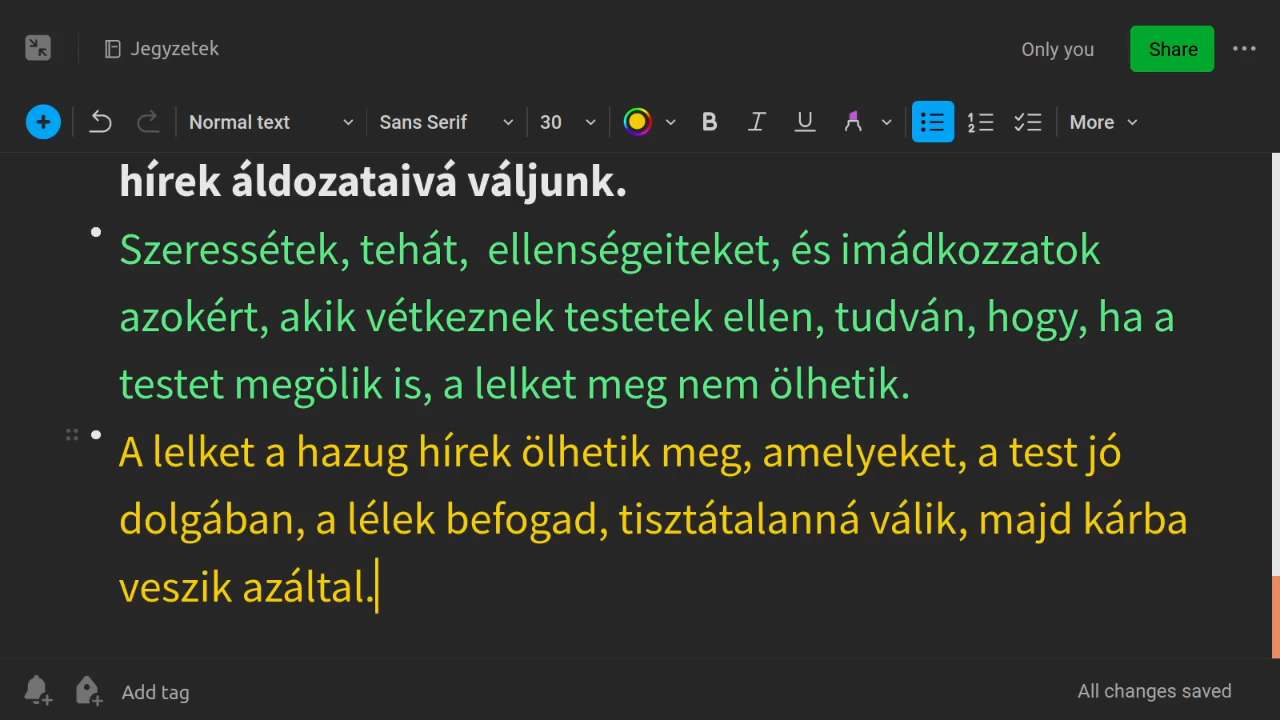 Jegyzetek
Only you
Share
Normal text
Sans Serif
30
B
I
U
More
hírek áldozataivá váljunk.
Szeressétek, tehát,  ellenségeiteket, és imádkozzatok
azokért, akik vétkeznek testetek ellen, tudván, hogy, ha a
testet megölik is, a lelket meg nem ölhetik.
A lelket a hazug hírek ölhetik meg, amelyeket, a test jó
dolgában, a lélek befogad, tisztátalanná válik, majd kárba
veszik azáltal.
Add tag
All changes saved